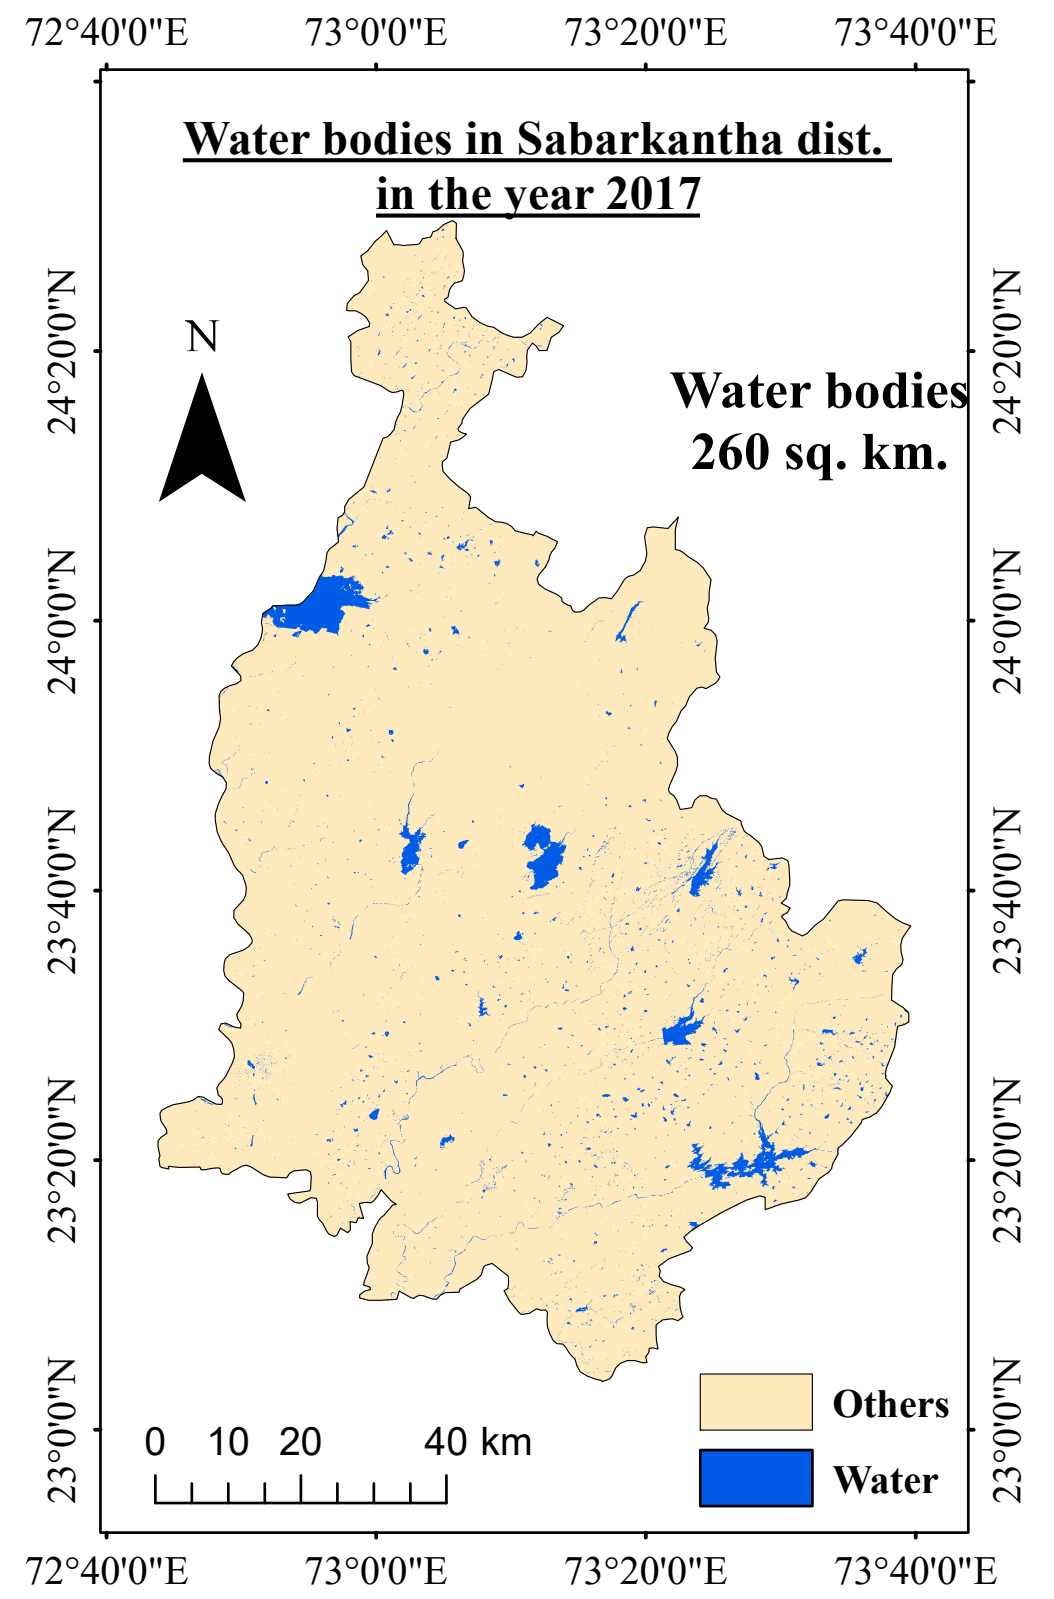 72°40'0"E 73°0'0"E 73°20'0"E 73°40'0"E
Water bodies in Sabarkantha dist.
in the year 2017
24°20'0"N
24°20'0"N
N
Water bodies
260 sq. km.
24°0'0"N
24°0'0"N
23°40'0"N
23°40'0"N
23°20'0"N
23°20'0"N
23°0'0"N
23°0'0"N
Others
0 10 20 40 km
Water
72°40'0"E 73°0'0"E 73°20'0"E 73°40'0"E